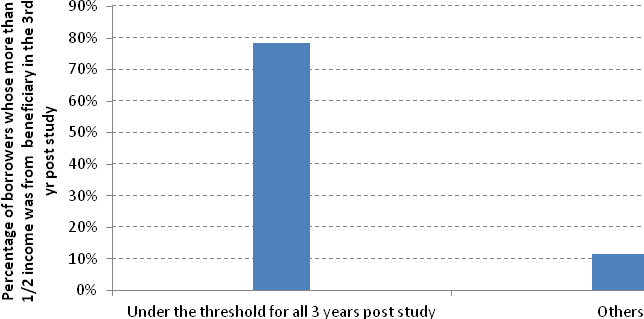 Percentage of borrowers whose more than
1/2 income was from beneficiary in the 3rd
yr post study
90%
80%
70%
60%
50%
40%
30%
20%
10%
0%
Under the threshold for all 3 years post study
Others